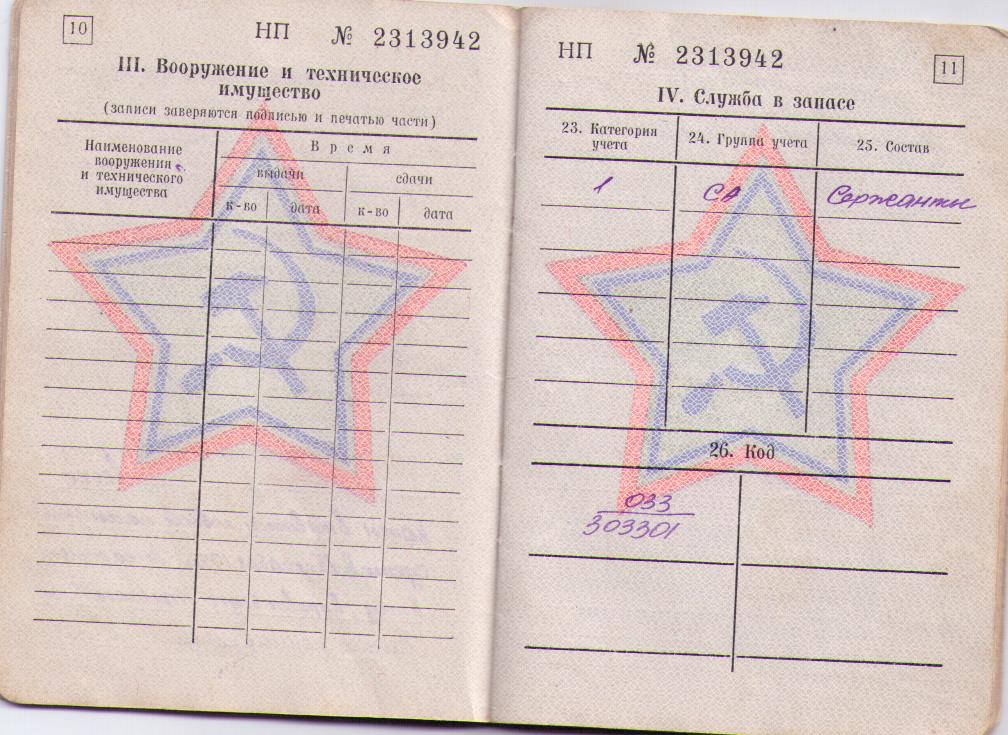 10
НП № 2313942
III. Вооружение и техническое
имущество
(записи заверяются подписью и печатью части)
Наименование
вооружения
и технического
имущества
Время
выдачи
сдачи
к-во
дата
к-во
дата
НП № 2313942
11
IV. Служба в запасе
23. Категория
учета
24. Группа учета
25. Состав
1
СА
Сержанты
26. Код
033
303301